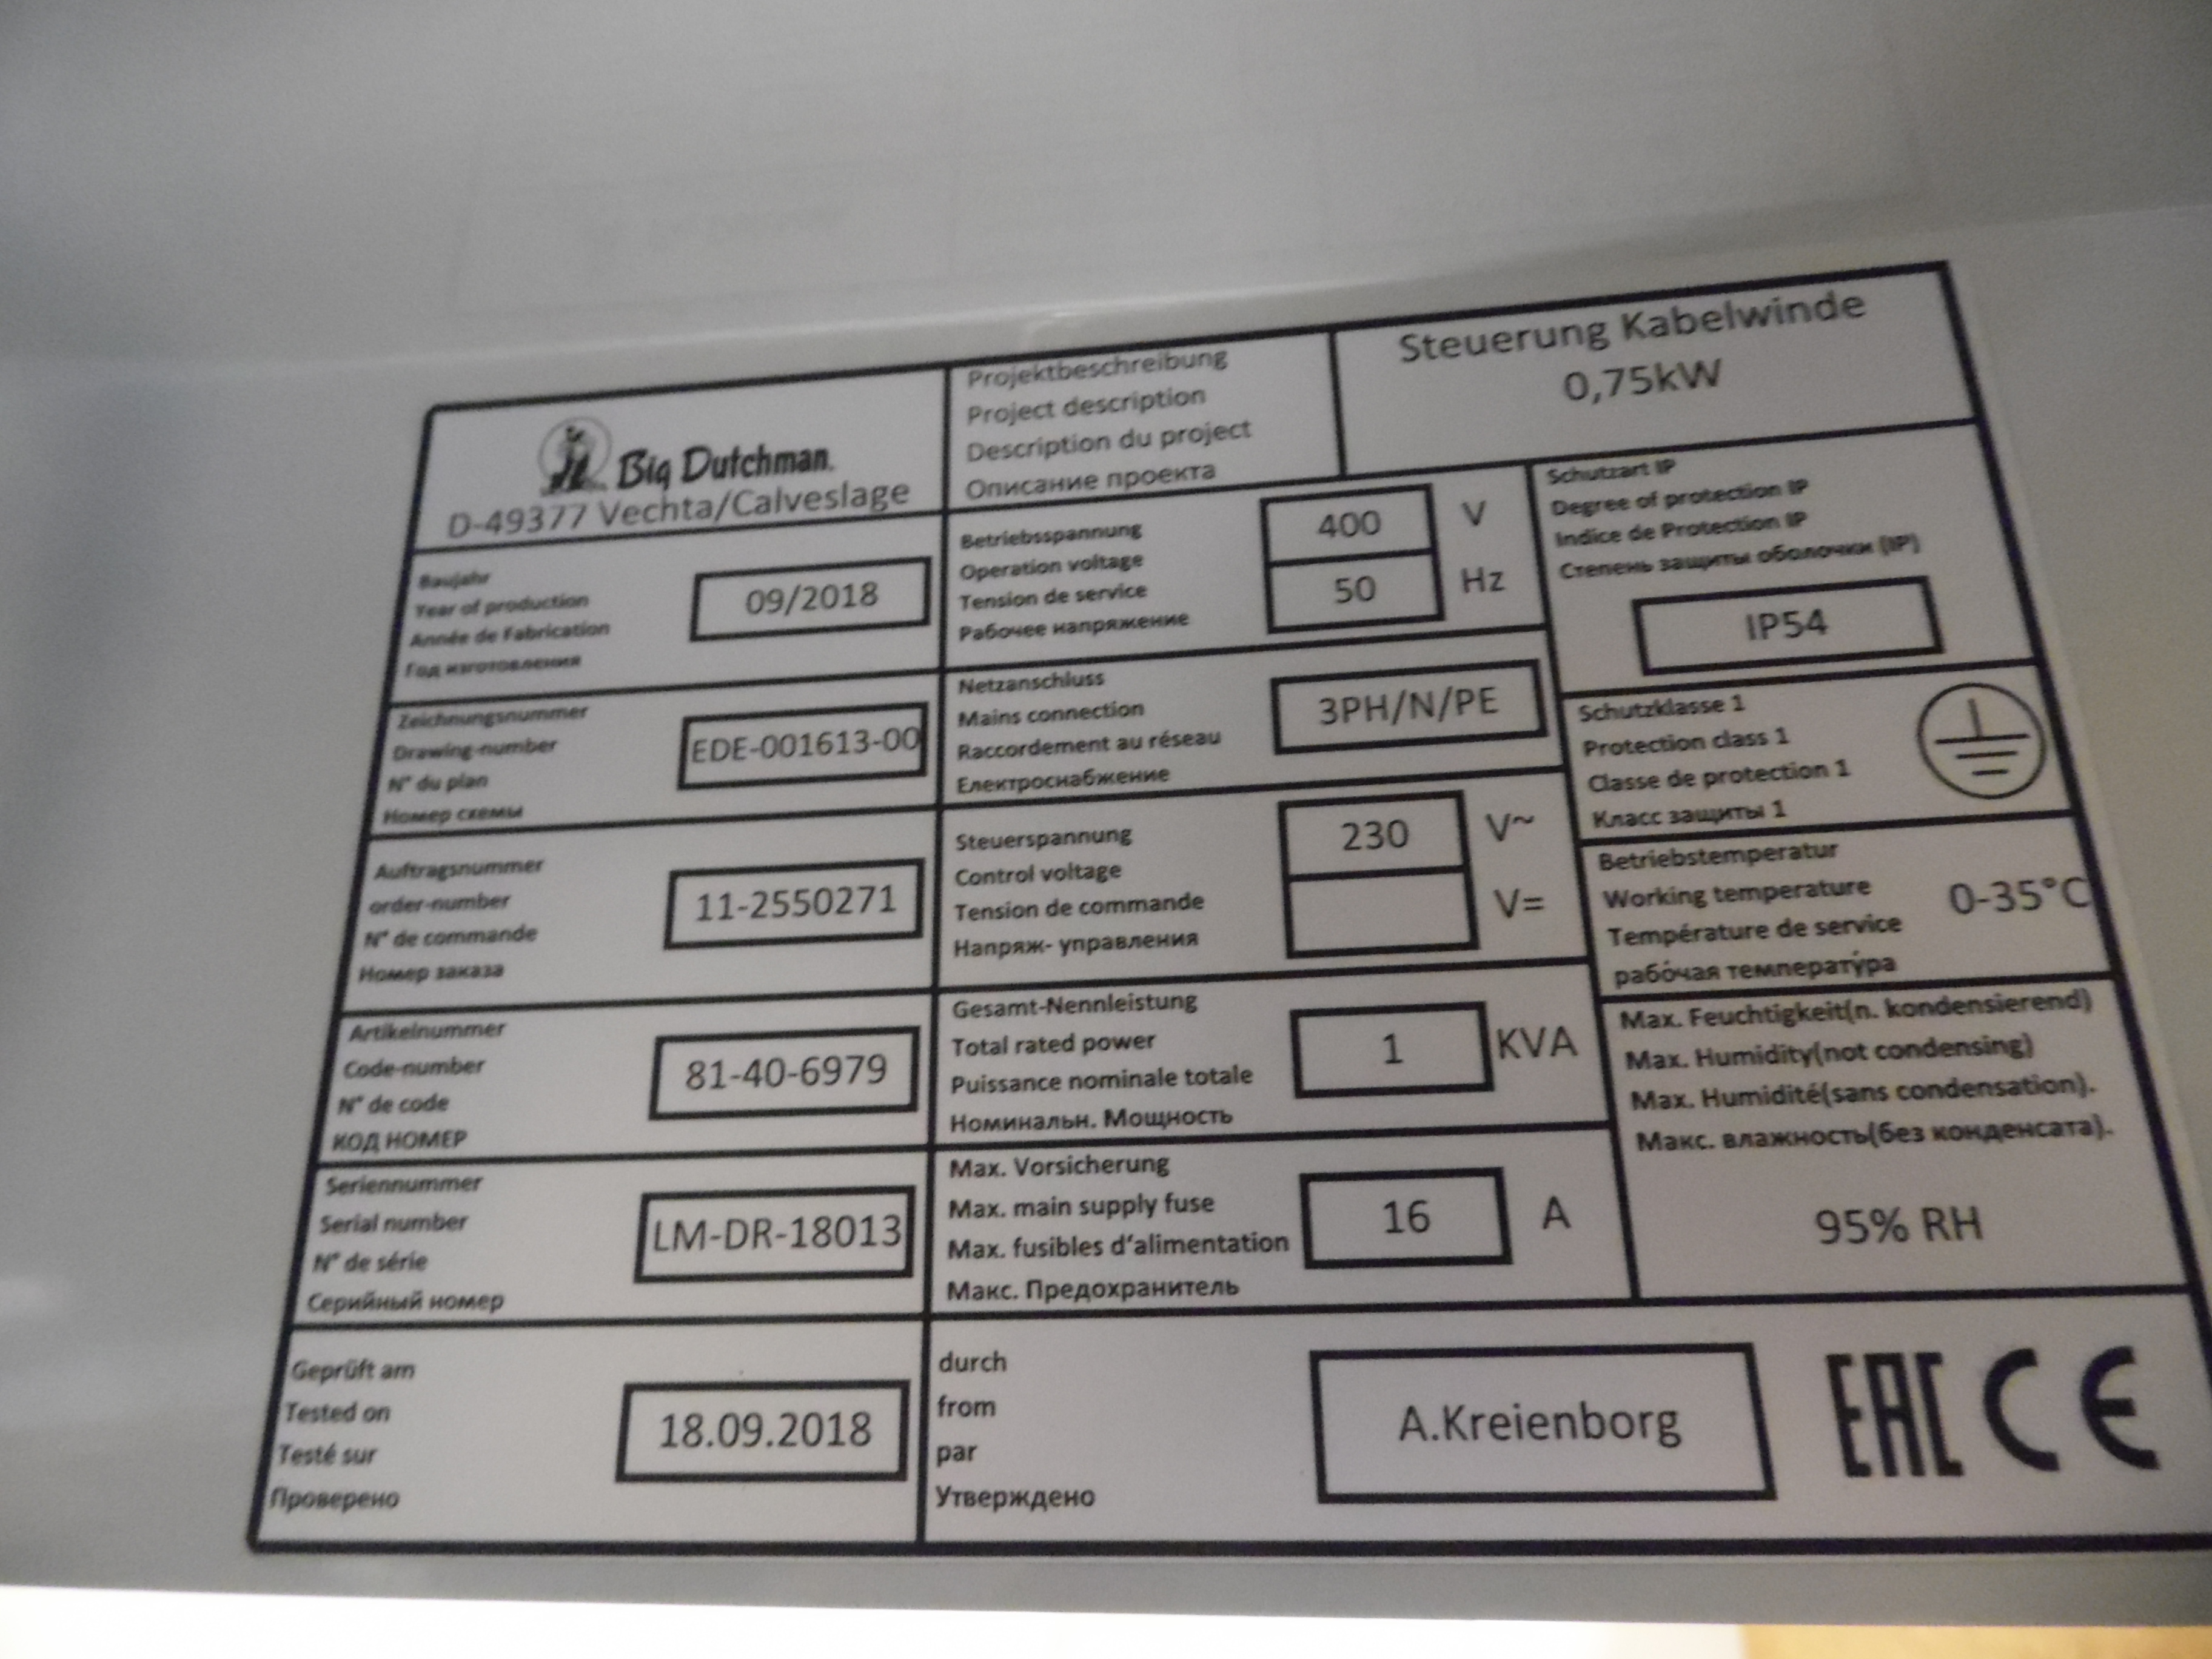 Big Dutchman.
D-49377 Vechta/Calveslage
Projektbeschreibung
Project description
Description du project
Описание проекта
Steuerung Kabelwinde
0,75kW
Baujahr
Year of production
Année de Fabrication
Год изготовления
09/2018
Betriebsspannung
Operation voltage
Tension de service
Рабочее напряжение
400 V
50 Hz
Schutzart IP
Degree of protection IP
Indice de Protection IP
Степень защиты оболочки (IP)
IP54
Zeichnungsnummer
Drawing-number
N° du plan
Номер схемы
EDE-001613-00
Netzanschluss
Mains connection
Raccordement au réseau
Електроснабжение
3PH/N/PE
Schutzklasse 1
Protection class 1
Classe de protection 1
Класс защиты 1
Auftragsnummer
order-number
N° de commande
Номер заказа
11-2550271
Steuerspannung
Control voltage
Tension de commande
Напряж- управления
230 V~
V=
Betriebstemperatur
Working temperature
Température de service
рабо́чая температу́ра
0-35°C
Artikelnummer
Code-number
N° de code
КОД НОМЕР
81-40-6979
Gesamt-Nennleistung
Total rated power
Puissance nominale totale
Номинальн. Мощность
1 KVA
Max. Feuchtigkeit(n. kondensierend)
Max. Humidity(not condensing)
Max. Humidité(sans condensation).
Макс. влажность(без конденсата).
95% RH
Seriennummer
Serial number
N° de série
Серийный номер
LM-DR-18013
Max. Vorsicherung
Max. main supply fuse
Max. fusibles d'alimentation
Макс. Предохранитель
16 A
Geprüft am
Tested on
Testé sur
Проверено
18.09.2018
durch
from
par
Утверждено
A.Kreienborg
EAC CE